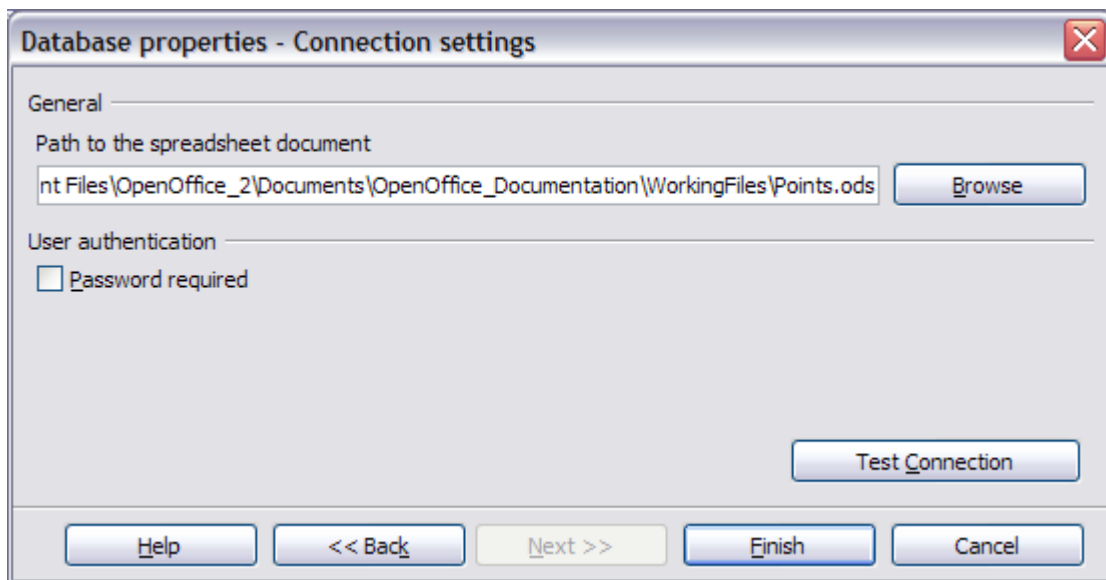 Database properties - Connection settings
General
Path to the spreadsheet document
nt Files\OpenOffice_2\Documents\OpenOffice_Documentation\WorkingFiles\Points.ods Browse
User authentication
Password required
Test Connection
Help << Back Next >> Finish Cancel